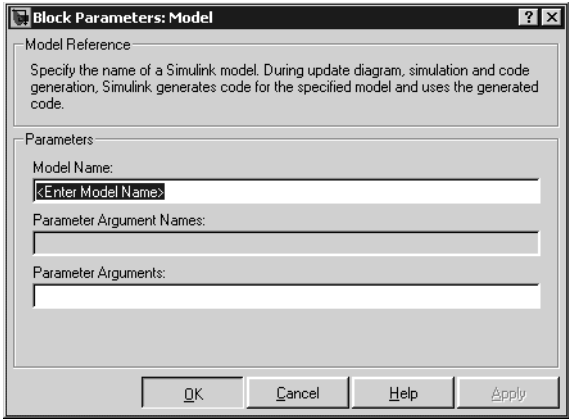 Block Parameters: Model
Model Reference
Specify the name of a Simulink model. During update diagram, simulation and code
generation, Simulink generates code for the specified model and uses the generated
code.
Parameters
Model Name:
<Enter Model Name>
Parameter Argument Names:
Parameter Arguments:
OK Cancel Help Apply